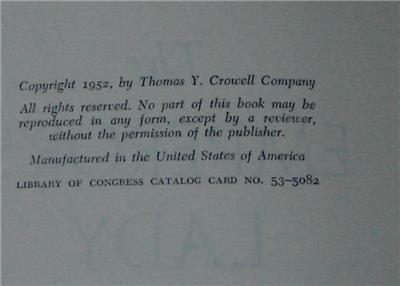 Copyright 1952, by Thomas Y. Crowell Company
All rights reserved. No part of this book may be
reproduced in any form, except by a reviewer,
without the permission of the publisher.
Manufactured in the United States of America
LIBRARY OF CONGRESS CATALOG CARD NO. 53-5082
LADY